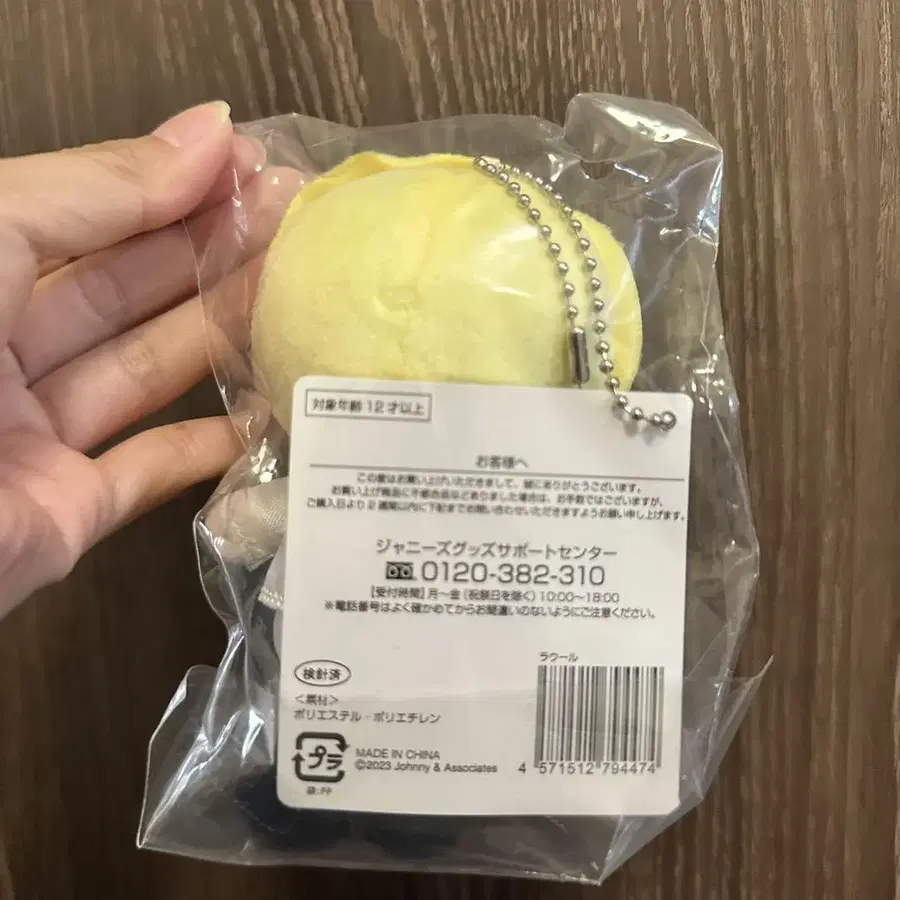 対象年齢12才以上
お客様へ
この度はお買い上げいただきまして、誠にありがとうございます。
お買い上げ商品に不都合品などありました場合は、お手数ではございますが、
ご購入日より2週間以内に下記までお問い合わせいただきますようお願い申し上げます。
ジャニーズグッズサポートセンター
0120-382-310
【受付時間】月～金(祝祭日を除く)10:00～18:00
※電話番号はよく確かめてからお間違いのないようにご注意ください。
ラウール
検針済
<素材>
ポリエステル・ポリエチレン
プラ
袋:PP
MADE IN CHINA
©2023 Johnny & Associates
4 571512 794474